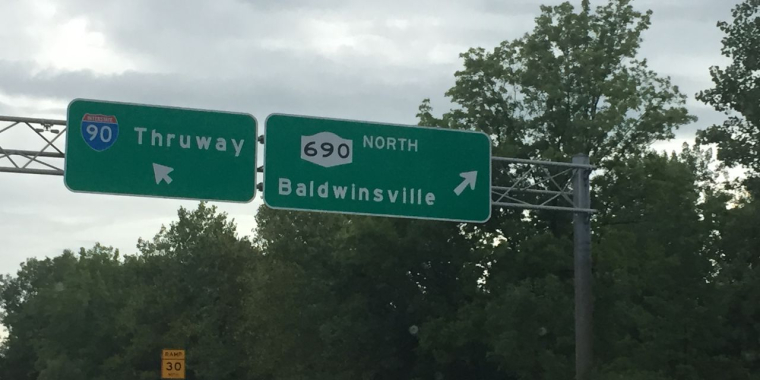 INTERSTATE
90 Thruway
690 NORTH
Baldwinsville
RAMP
30